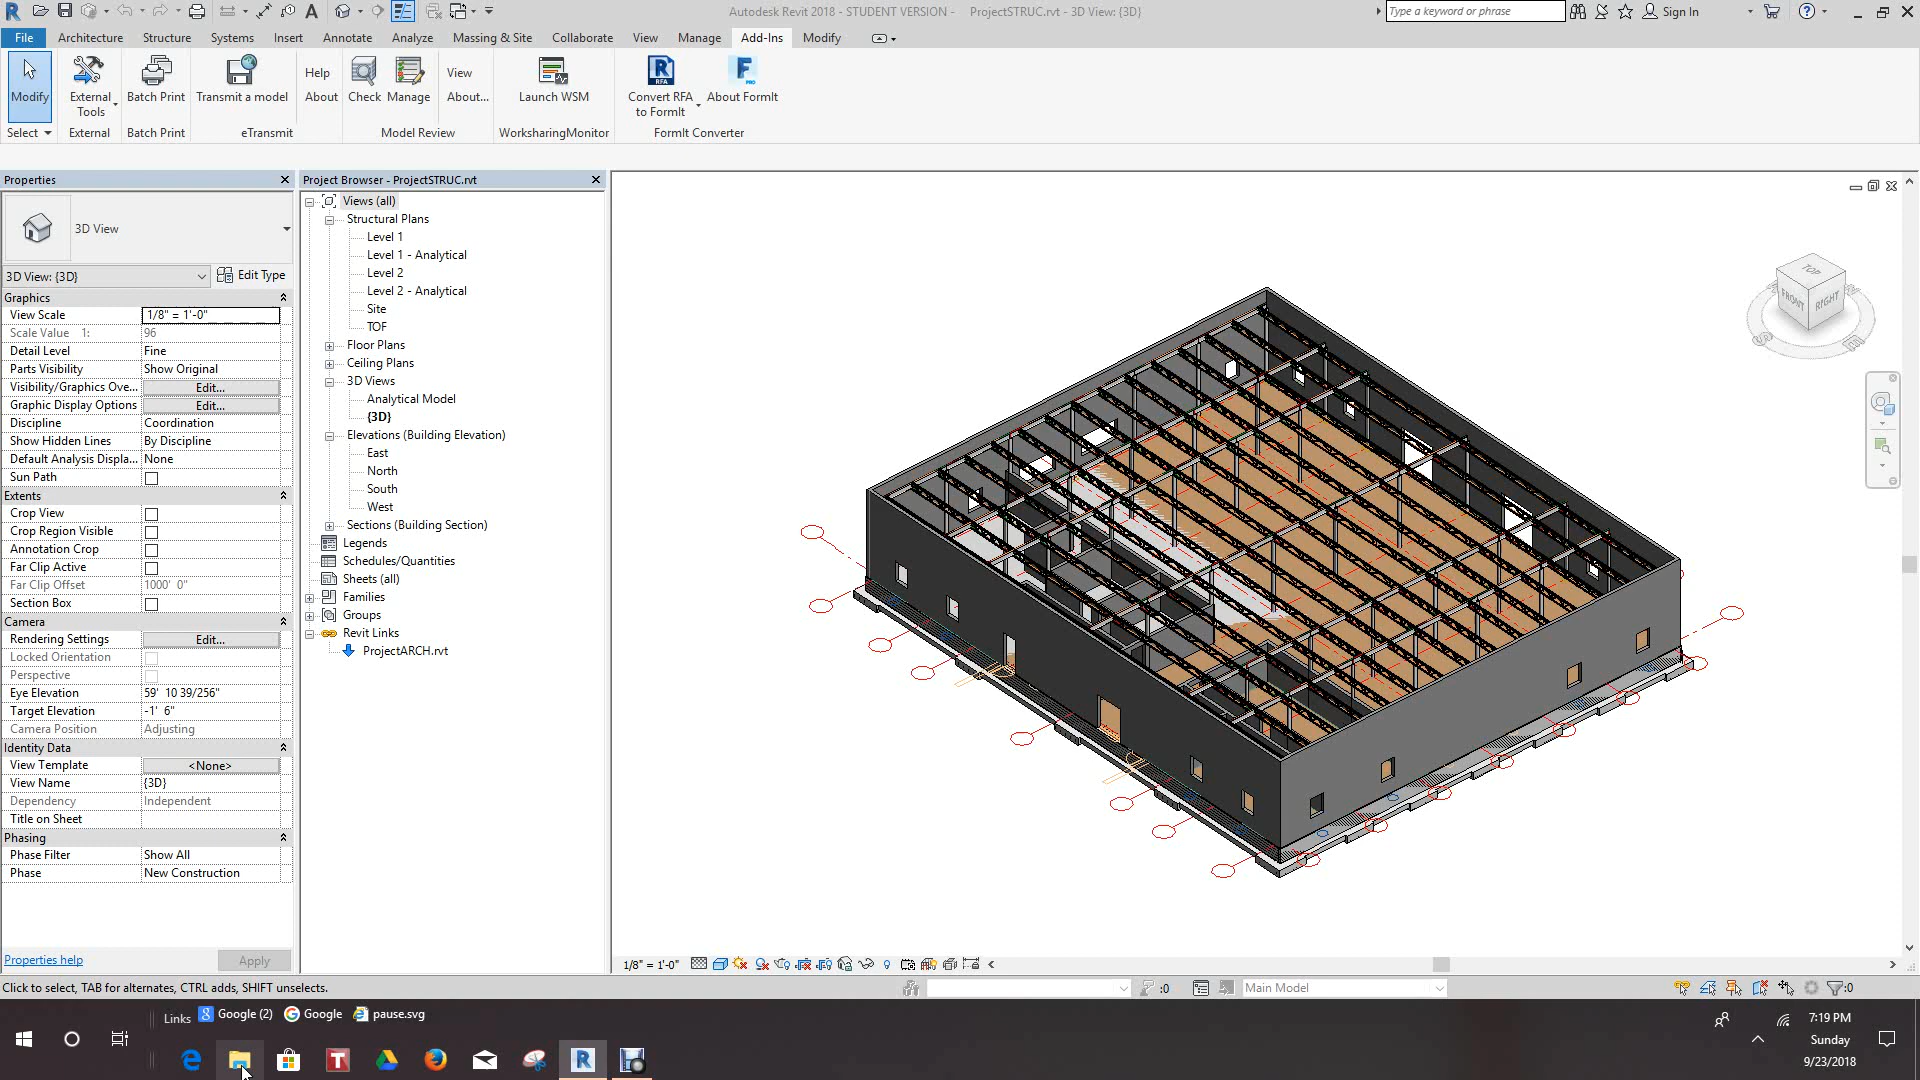 Autodesk Revit 2018 - STUDENT VERSION - ProjectSTRUC.rvt - 3D View: {3D}
Type a keyword or phrase
Sign In
File Architecture Structure Systems Insert Annotate Analyze Massing & Site Collaborate View Manage Add-Ins Modify
Modify
External Tools
Batch Print
Transmit a model
Help
About
Check
Manage
View
About...
Launch WSM
Convert RFA to FormIt
About FormIt
Select External Batch Print eTransmit Model Review WorksharingMonitor FormIt Converter
Properties
3D View
3D View: {3D} Edit Type
Graphics
View Scale 1/8" = 1'-0"
Scale Value 1: 96
Detail Level Fine
Parts Visibility Show Original
Visibility/Graphics Ove... Edit...
Graphic Display Options Edit...
Discipline Coordination
Show Hidden Lines By Discipline
Default Analysis Displa... None
Sun Path
Extents
Crop View
Crop Region Visible
Annotation Crop
Far Clip Active
Far Clip Offset 1000' 0"
Section Box
Camera
Rendering Settings Edit...
Locked Orientation
Perspective
Eye Elevation 59' 10 39/256"
Target Elevation -1' 6"
Camera Position Adjusting
Identity Data
View Template <None>
View Name {3D}
Dependency Independent
Title on Sheet
Phasing
Phase Filter Show All
Phase New Construction
Properties help Apply
Project Browser - ProjectSTRUC.rvt
Views (all)
Structural Plans
Level 1
Level 1 - Analytical
Level 2
Level 2 - Analytical
Site
TOF
Floor Plans
Ceiling Plans
3D Views
Analytical Model
{3D}
Elevations (Building Elevation)
East
North
South
West
Sections (Building Section)
Legends
Schedules/Quantities
Sheets (all)
Families
Groups
Revit Links
ProjectARCH.rvt
TOP
FRONT
RIGHT
1/8" = 1'-0"
Click to select, TAB for alternates, CTRL adds, SHIFT unselects.
:0
Main Model
:0
Links Google (2) Google pause.svg
7:19 PM
Sunday
9/23/2018